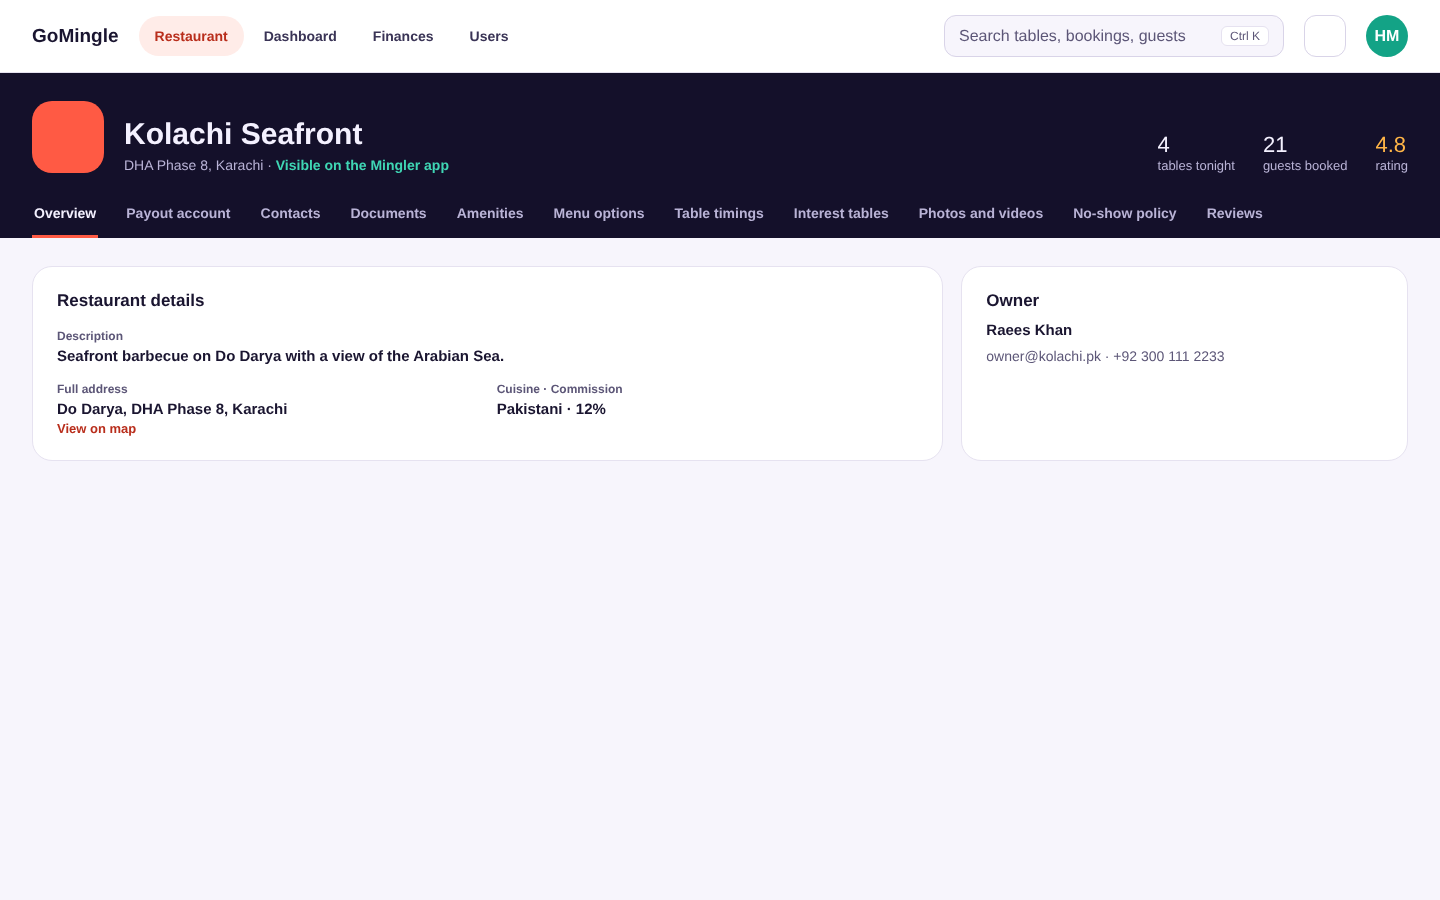 GoMingle
Restaurant
Dashboard
Finances
Users
Search tables, bookings, guests
Ctrl K
HM
Kolachi Seafront
DHA Phase 8, Karachi · Visible on the Mingler app
4
tables tonight
21
guests booked
4.8
rating
Overview
Payout account
Contacts
Documents
Amenities
Menu options
Table timings
Interest tables
Photos and videos
No-show policy
Reviews
Restaurant details
Description
Seafront barbecue on Do Darya with a view of the Arabian Sea.
Full address
Do Darya, DHA Phase 8, Karachi
View on map
Cuisine · Commission
Pakistani · 12%
Owner
Raees Khan
owner@kolachi.pk · +92 300 111 2233